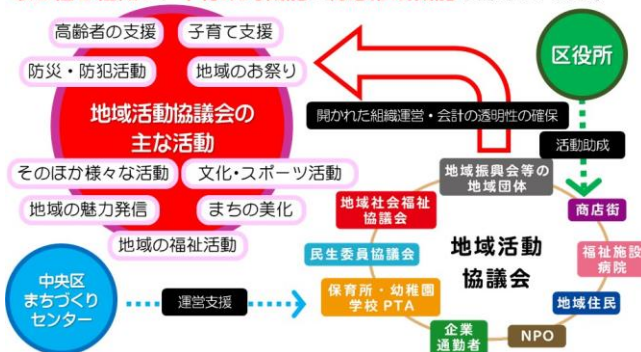 高齢者の支援
子育て支援
防災・防犯活動
地域のお祭り
地域活動協議会の
主な活動
そのほか様々な活動
文化・スポーツ活動
地域の魅力発信
まちの美化
地域の福祉活動
区役所
開かれた組織運営・会計の透明性の確保
活動助成
地域振興会等の
地域団体
地域社会福祉
協議会
商店街
民生委員協議会
地域活動
協議会
福祉施設
病院
保育所・幼稚園
学校 PTA
地域住民
企業
通勤者
NPO
中央区
まちづくり
センター
運営支援